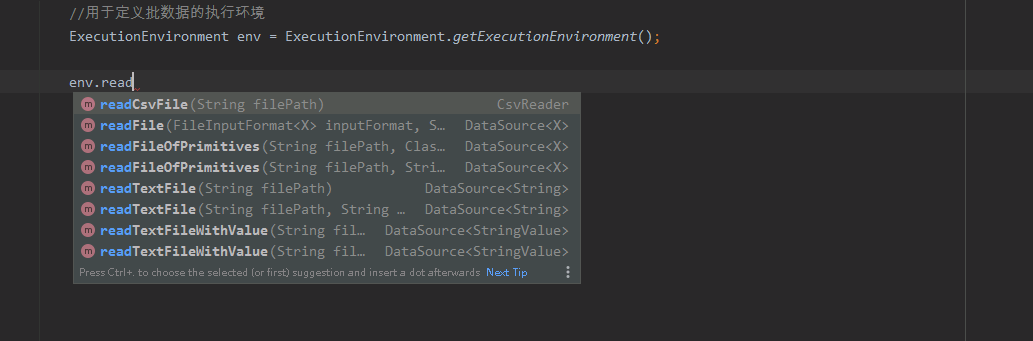 //用于定义批数据的执行环境
ExecutionEnvironment env = ExecutionEnvironment.getExecutionEnvironment();
env.read
m readCsvFile(String filePath) CsvReader
m readFile(FileInputFormat<X> inputFormat, S… DataSource<X>
m readFileOfPrimitives(String filePath, Clas… DataSource<X>
m readFileOfPrimitives(String filePath, Stri… DataSource<X>
m readTextFile(String filePath) DataSource<String>
m readTextFile(String filePath, String … DataSource<String>
m readTextFileWithValue(String fil… DataSource<StringValue>
m readTextFileWithValue(String fil… DataSource<StringValue>
Press Ctrl+. to choose the selected (or first) suggestion and insert a dot afterwards Next Tip